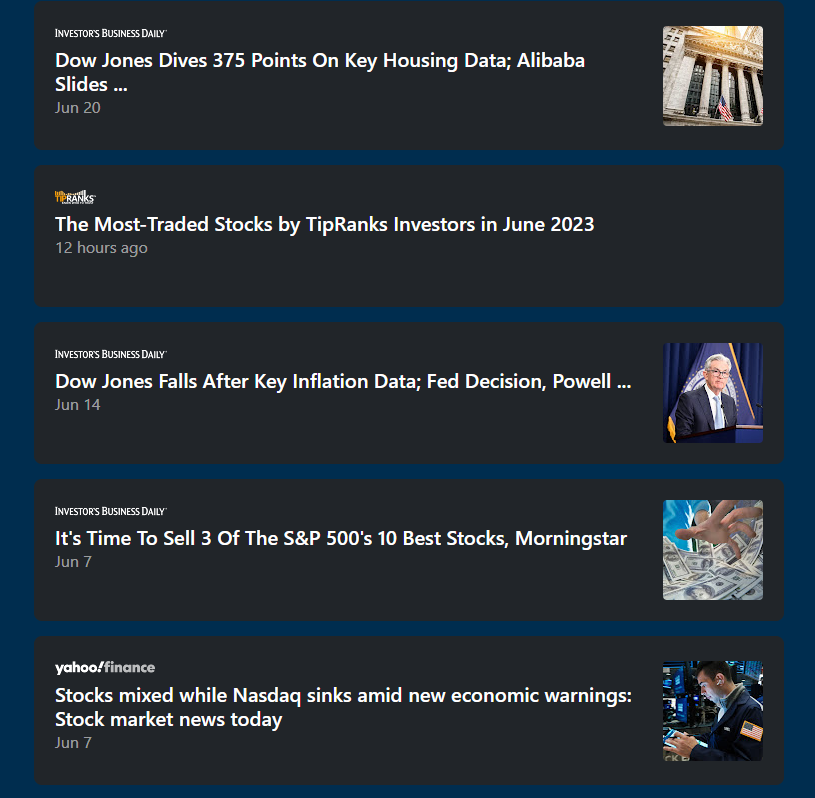 INVESTOR'S BUSINESS DAILY
Dow Jones Dives 375 Points On Key Housing Data; Alibaba
Slides ...
Jun 20
TIPRANKS
The Most-Traded Stocks by TipRanks Investors in June 2023
12 hours ago
INVESTOR'S BUSINESS DAILY
Dow Jones Falls After Key Inflation Data; Fed Decision, Powell ...
Jun 14
INVESTOR'S BUSINESS DAILY
It's Time To Sell 3 Of The S&P 500's 10 Best Stocks, Morningstar
Jun 7
yahoo!finance
Stocks mixed while Nasdaq sinks amid new economic warnings:
Stock market news today
Jun 7